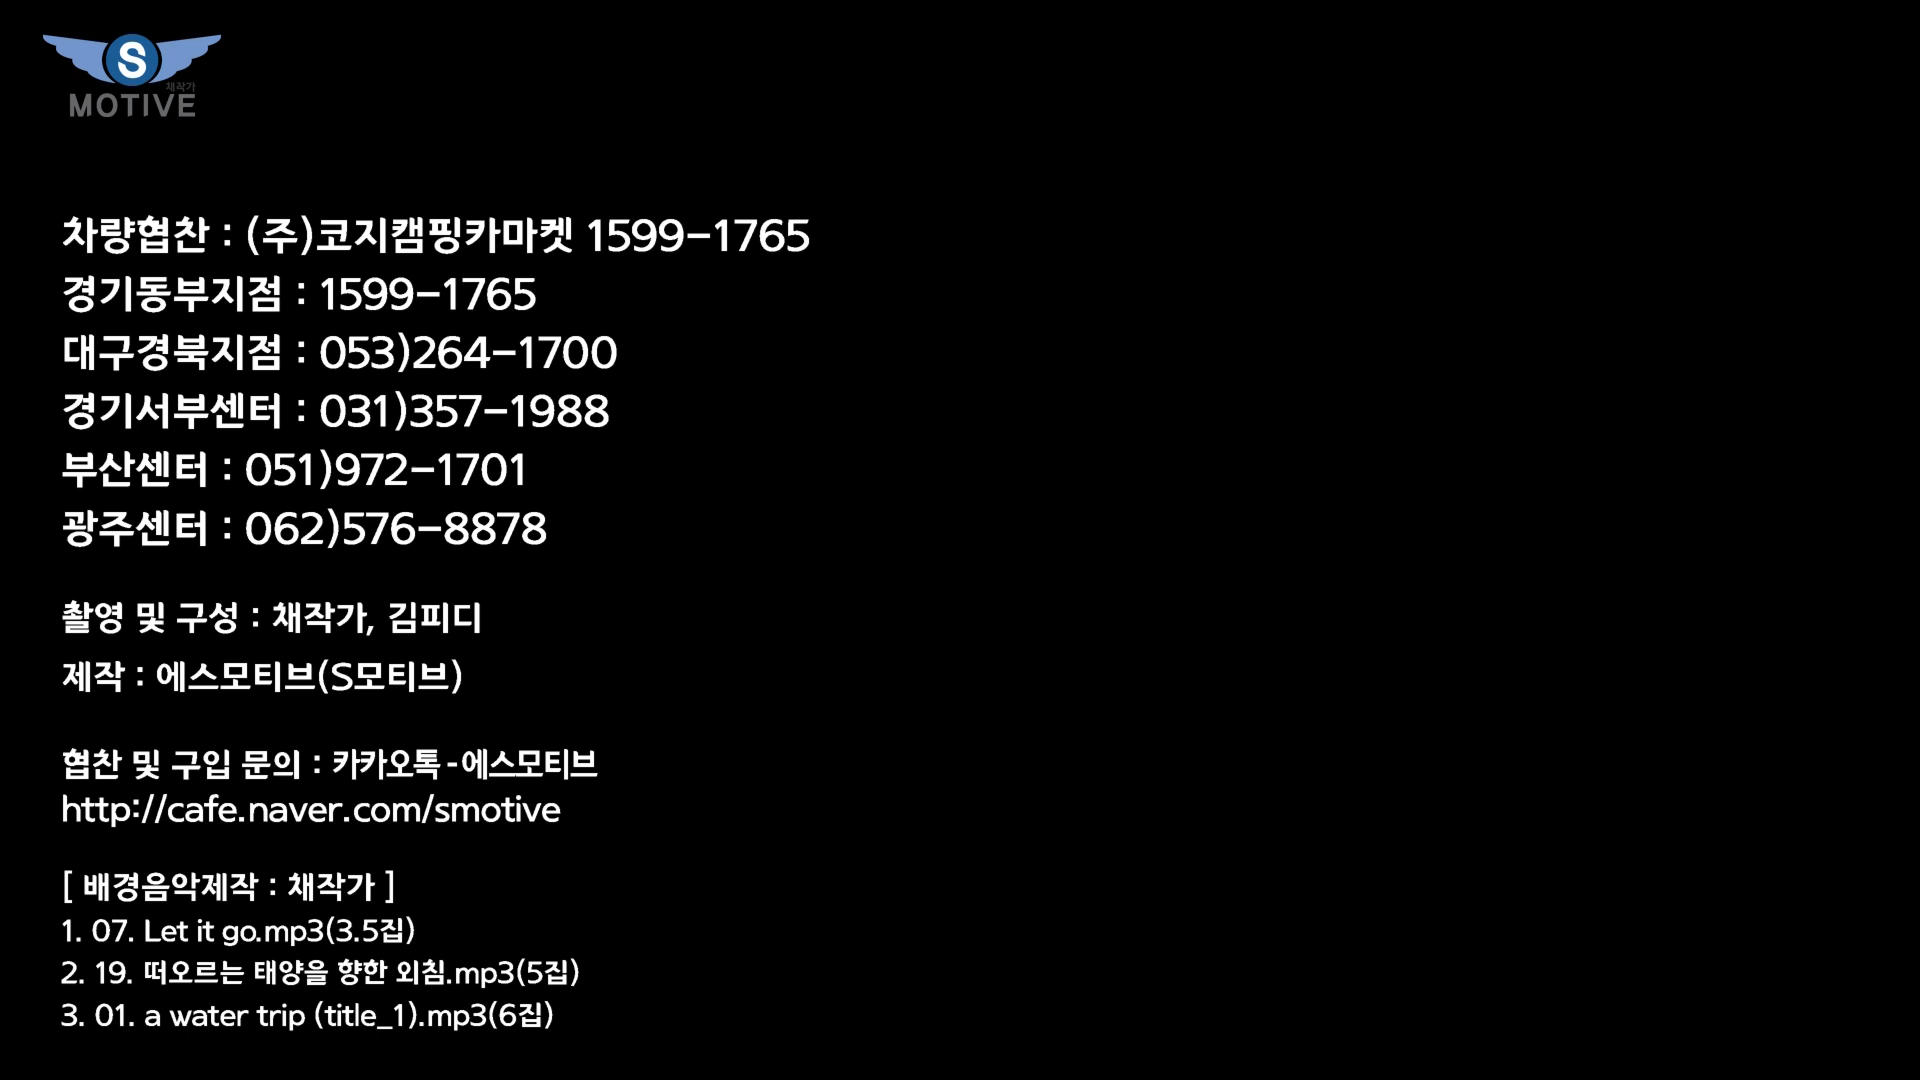 S
채작가
MOTIVE
차량협찬 : (주)코지캠핑카마켓 1599-1765
경기동부지점 : 1599-1765
대구경북지점 : 053)264-1700
경기서부센터 : 031)357-1988
부산센터 : 051)972-1701
광주센터 : 062)576-8878
촬영 및 구성 : 채작가, 김피디
제작 : 에스모티브(S모티브)
협찬 및 구입 문의 : 카카오톡-에스모티브
http://cafe.naver.com/smotive
[ 배경음악제작 : 채작가 ]
1. 07. Let it go.mp3(3.5집)
2. 19. 떠오르는 태양을 향한 외침.mp3(5집)
3. 01. a water trip (title_1).mp3(6집)